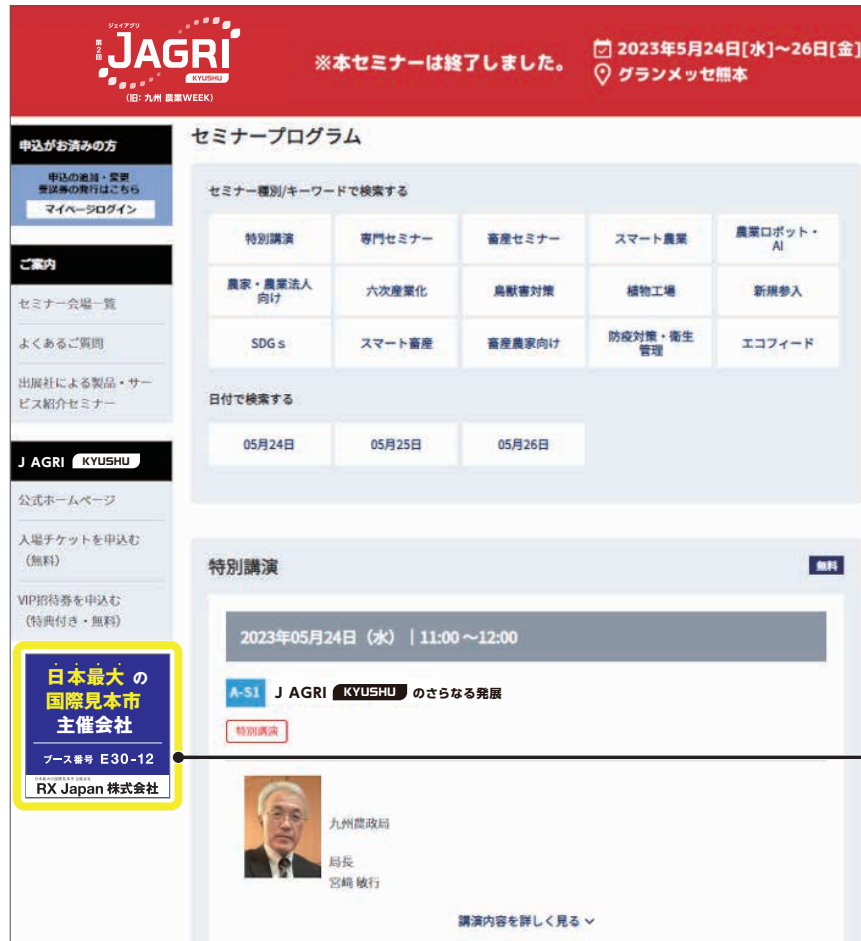 ジェイアグリ
第2回
JAGRI
KYUSHU
(旧: 九州 農業WEEK)
※本セミナーは終了しました。
2023年5月24日[水]~26日[金]
グランメッセ熊本
申込がお済みの方
申込の追加・変更
受講券の発行はこちら
マイページログイン
ご案内
セミナー会場一覧
よくあるご質問
出展社による製品・サー
ビス紹介セミナー
J AGRI KYUSHU
公式ホームページ
入場チケットを申込む
(無料)
VIP招待券を申込む
(特典付き・無料)
日本最大 の
国際見本市
主催会社
ブース番号 E30-12
日本最大の国際見本市主催会社
RX Japan 株式会社
セミナープログラム
セミナー種別/キーワードで検索する
特別講演 専門セミナー 畜産セミナー スマート農業 農業ロボット・
AI
農家・農業法人
向け 六次産業化 鳥獣害対策 植物工場 新規参入
SDGs スマート畜産 畜産農家向け 防疫対策・衛生
管理 エコフィード
日付で検索する
05月24日 05月25日 05月26日
特別講演 無料
2023年05月24日(水)|11:00~12:00
A-S1 J AGRI KYUSHU のさらなる発展
特別講演
九州農政局
局長
宮﨑 敏行
講演内容を詳しく見る